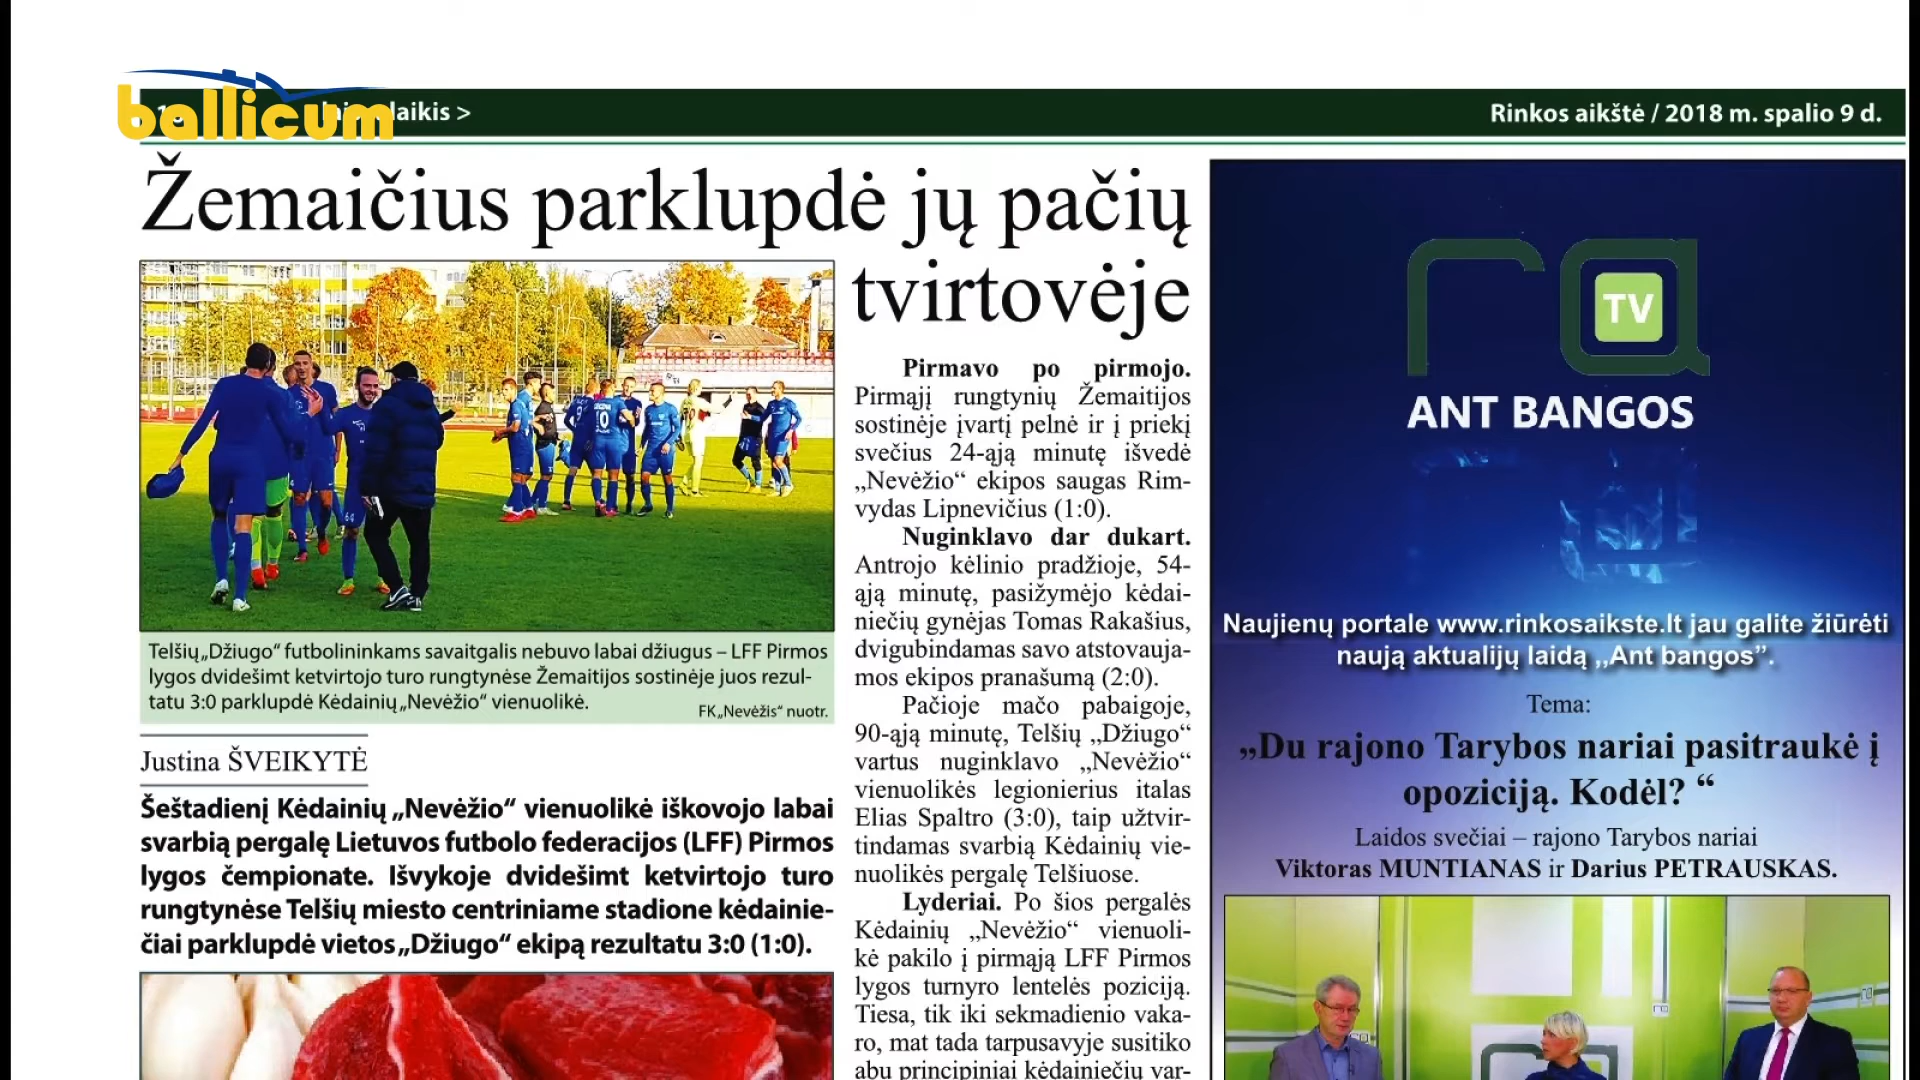 ballicum
laikis >
Rinkos aikštė / 2018 m. spalio 9 d.
Žemaičius parklupdė jų pačių
tvirtovėje
Telšių „Džiugo“ futbolininkams savaitgalis nebuvo labai džiugus – LFF Pirmos
lygos dvidešimt ketvirtojo turo rungtynėse Žemaitijos sostinėje juos rezul-
tatu 3:0 parklupdė Kėdainių „Nevėžio“ vienuolikė.
FK „Nevėžis“ nuotr.
Justina ŠVEIKYTĖ
Šeštadienį Kėdainių „Nevėžio“ vienuolikė iškovojo labai
svarbią pergalę Lietuvos futbolo federacijos (LFF) Pirmos
lygos čempionate. Išvykoje dvidešimt ketvirtojo turo
rungtynėse Telšių miesto centriniame stadione kėdainie-
čiai parklupdė vietos „Džiugo“ ekipą rezultatu 3:0 (1:0).
Pirmavo po pirmojo.
Pirmąjį rungtynių Žemaitijos
sostinėje įvartį pelnė ir į priekį
svečius 24-ąją minutę išvedė
„Nevėžio“ ekipos saugas Rim-
vydas Lipnevičius (1:0).
Nuginklavo dar dukart.
Antrojo kėlinio pradžioje, 54-
ąją minutę, pasižymėjo kėdai-
niečių gynėjas Tomas Rakašius,
dvigubindamas savo atstovauja-
mos ekipos pranašumą (2:0).
Pačioje mačo pabaigoje,
90-ąją minutę, Telšių „Džiugo“
vartus nuginklavo „Nevėžio“
vienuolikės legionierius italas
Elias Spaltro (3:0), taip užtvir-
tindamas svarbią Kėdainių vie-
nuolikės pergalę Telšiuose.
Lyderiai. Po šios pergalės
Kėdainių „Nevėžio“ vienuoli-
kė pakilo į pirmąją LFF Pirmos
lygos turnyro lentelės poziciją.
Tiesa, tik iki sekmadienio vaka-
ro, mat tada tarpusavyje susitiko
abu principiniai kėdainiečių var-
ra
TV
ANT BANGOS
Naujienų portale www.rinkosaikste.lt jau galite žiūrėti
naują aktualijų laidą „Ant bangos”.
Tema:
„Du rajono Tarybos nariai pasitraukė į
opoziciją. Kodėl? “
Laidos svečiai – rajono Tarybos nariai
Viktoras MUNTIANAS ir Darius PETRAUSKAS.